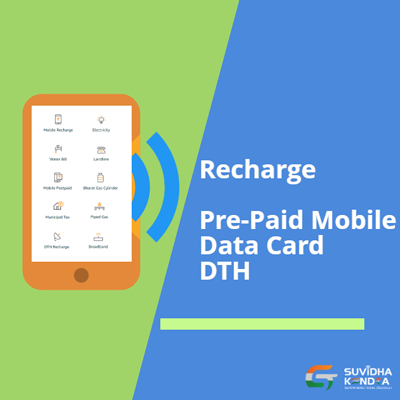 Mobile Recharge
Electricity
Water Bill
Landline
Mobile Postpaid
Bharat Gas Cylinder
Municipal Tax
Piped Gas
DTH Recharge
Broadband
Recharge
Pre-Paid Mobile
Data Card
DTH
SUVIDHA
KENDRA